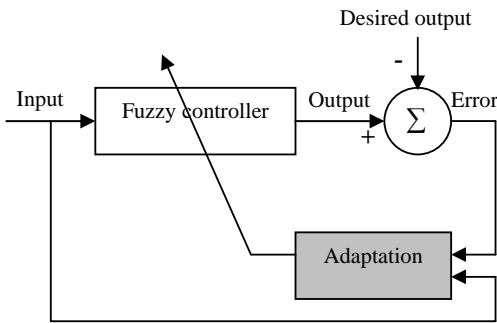 Desired output
-
Input
Fuzzy controller
Output
+
Σ
Error
Adaptation